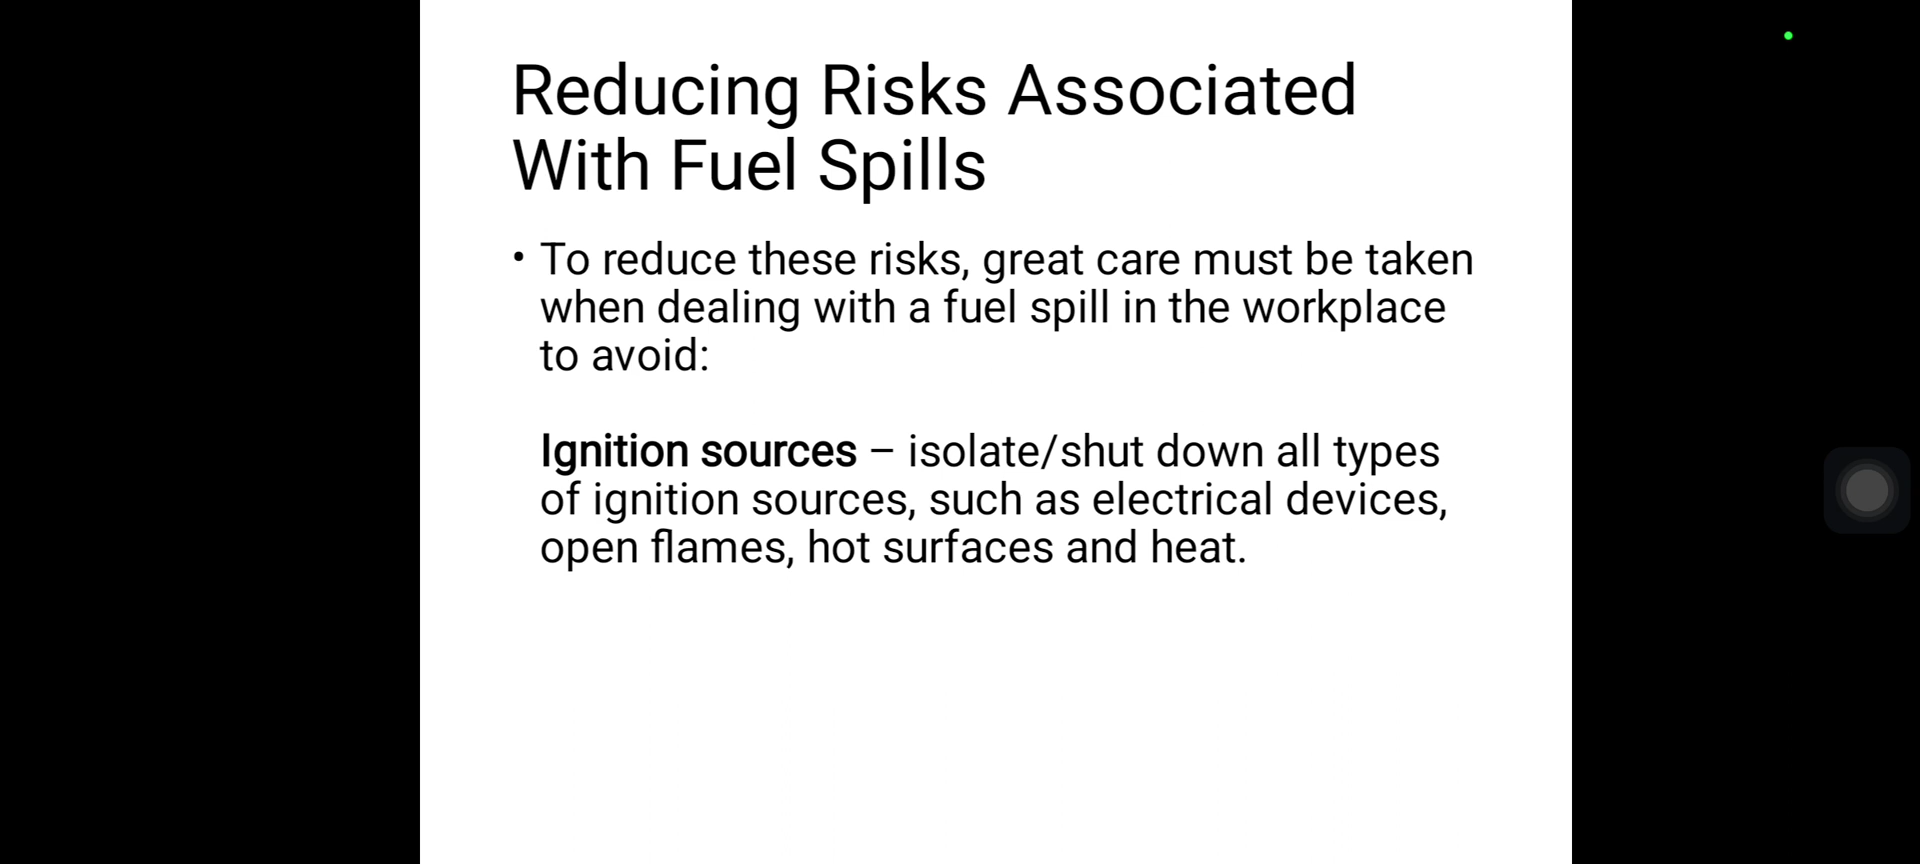 Reducing Risks Associated
With Fuel Spills
• To reduce these risks, great care must be taken
when dealing with a fuel spill in the workplace
to avoid:
Ignition sources – isolate/shut down all types
of ignition sources, such as electrical devices,
open flames, hot surfaces and heat.